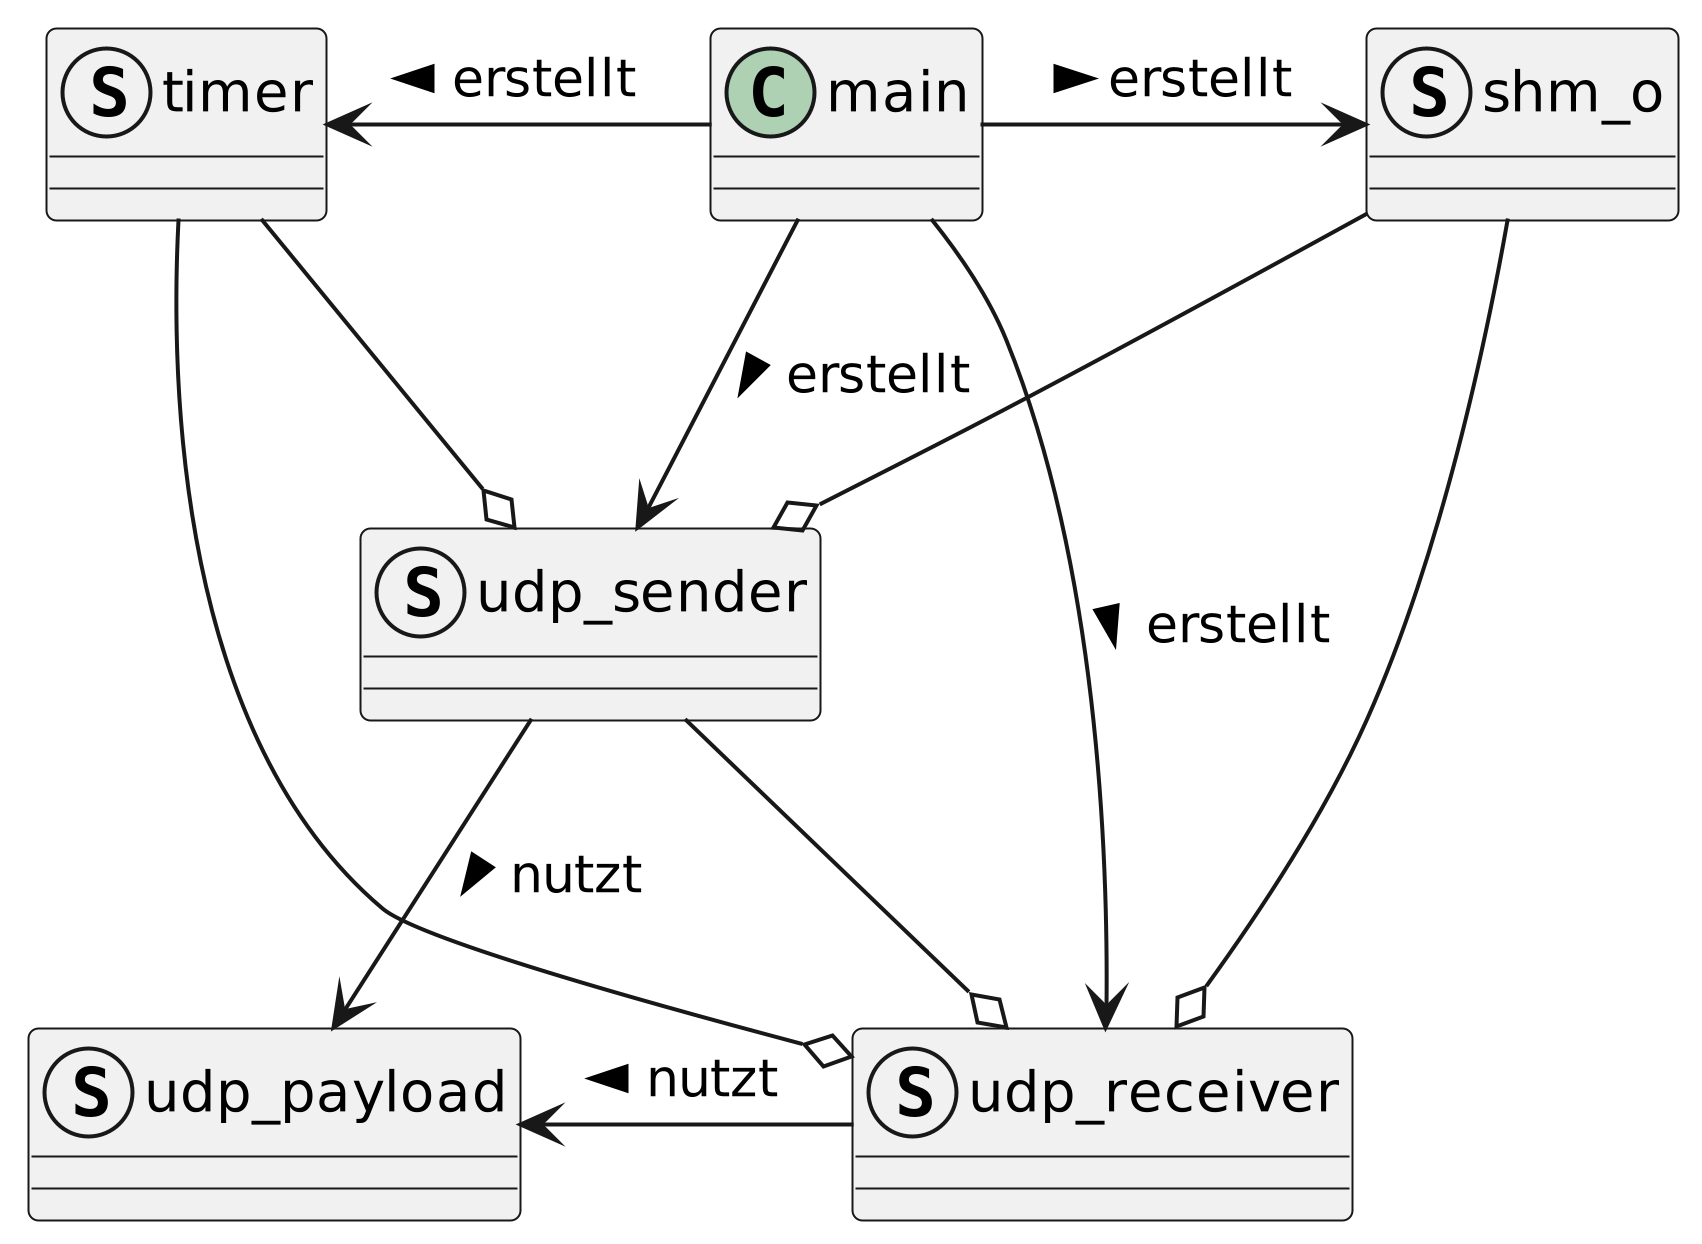 S timer
erstellt
C main
erstellt
S shm_o
erstellt
S udp_sender
erstellt
nutzt
S udp_payload
nutzt
S udp_receiver